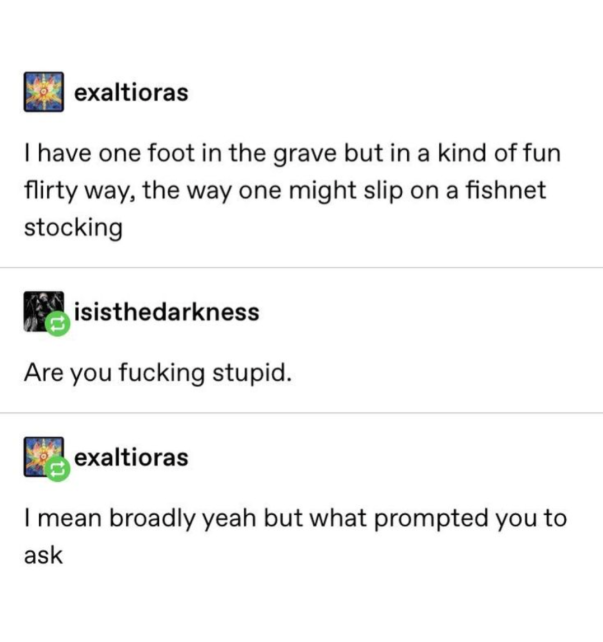 exaltioras
I have one foot in the grave but in a kind of fun
flirty way, the way one might slip on a fishnet
stocking
isisthedarkness
Are you fucking stupid.
exaltioras
I mean broadly yeah but what prompted you to
ask